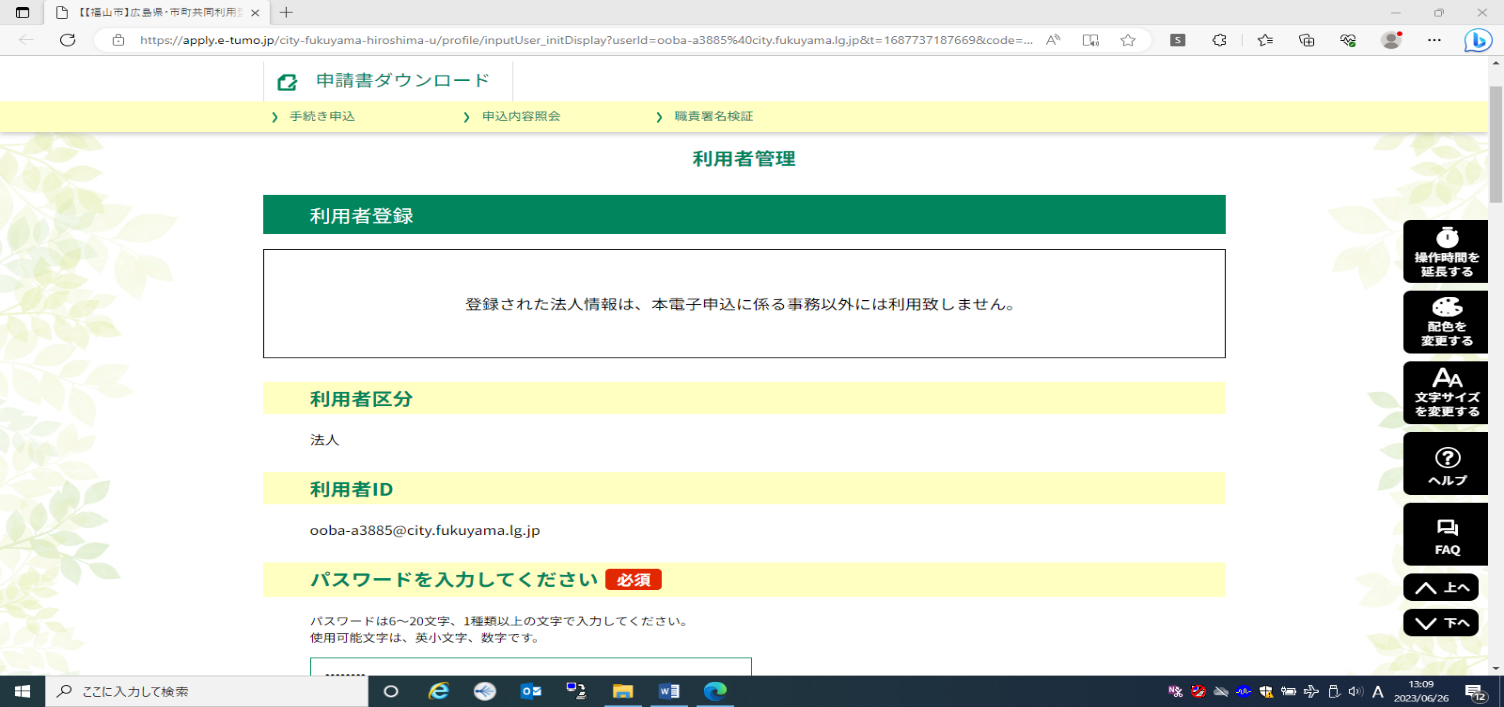 【【福山市】広島県・市町共同利用
https://apply.e-tumo.jp/city-fukuyama-hiroshima-u/profile/inputUser_initDisplay?userId=ooba-a3885%40city.fukuyama.lg.jp&t=1687737187669&code=...
申請書ダウンロード
手続き申込
申込内容照会
職責署名検証
利用者管理
利用者登録
登録された法人情報は、本電子申込に係る事務以外には利用致しません。
利用者区分
法人
利用者ID
ooba-a3885@city.fukuyama.lg.jp
パスワードを入力してください 必須
パスワードは6～20文字、1種類以上の文字で入力してください。
使用可能文字は、英小文字、数字です。
操作時間を
延長する
配色を
変更する
文字サイズ
を変更する
ヘルプ
FAQ
上へ
下へ
ここに入力して検索
A
13:09
2023/06/26
12